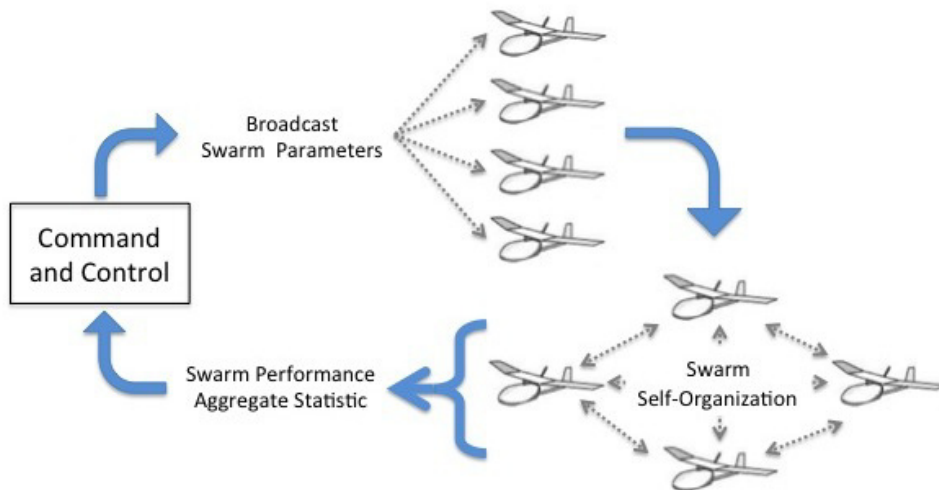 Broadcast
Swarm Parameters
Command
and Control
Swarm Performance
Aggregate Statistic
Swarm
Self-Organization